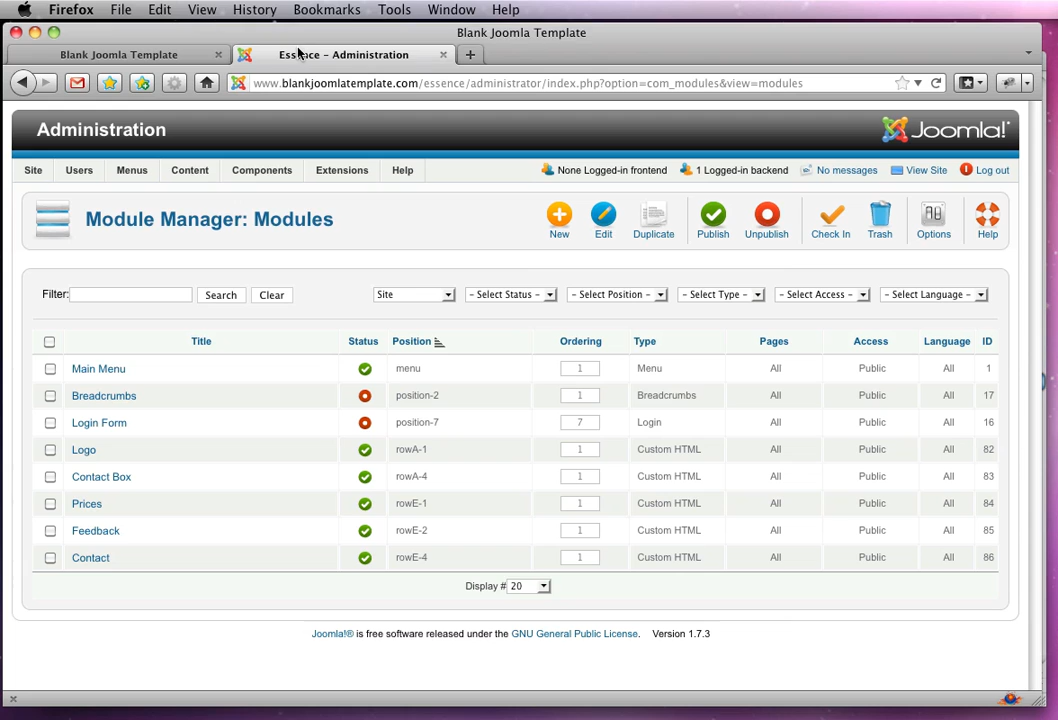 Firefox File Edit View History Bookmarks Tools Window Help
Blank Joomla Template
Blank Joomla Template Essence – Administration
www.blankjoomlatemplate.com/essence/administrator/index.php?option=com_modules&view=modules
Administration Joomla!®
Site Users Menus Content Components Extensions Help None Logged-in frontend 1 Logged-in backend No messages View Site Log out
Module Manager: Modules New Edit Duplicate Publish Unpublish Check In Trash Options Help
Filter: Search Clear Site - Select Status - - Select Position - - Select Type - - Select Access - - Select Language -
Title Status Position Ordering Type Pages Access Language ID
Main Menu menu 1 Menu All Public All 1
Breadcrumbs position-2 1 Breadcrumbs All Public All 17
Login Form position-7 7 Login All Public All 16
Logo rowA-1 1 Custom HTML All Public All 82
Contact Box rowA-4 1 Custom HTML All Public All 83
Prices rowE-1 1 Custom HTML All Public All 84
Feedback rowE-2 1 Custom HTML All Public All 85
Contact rowE-4 1 Custom HTML All Public All 86
Display # 20
Joomla!® is free software released under the GNU General Public License. Version 1.7.3